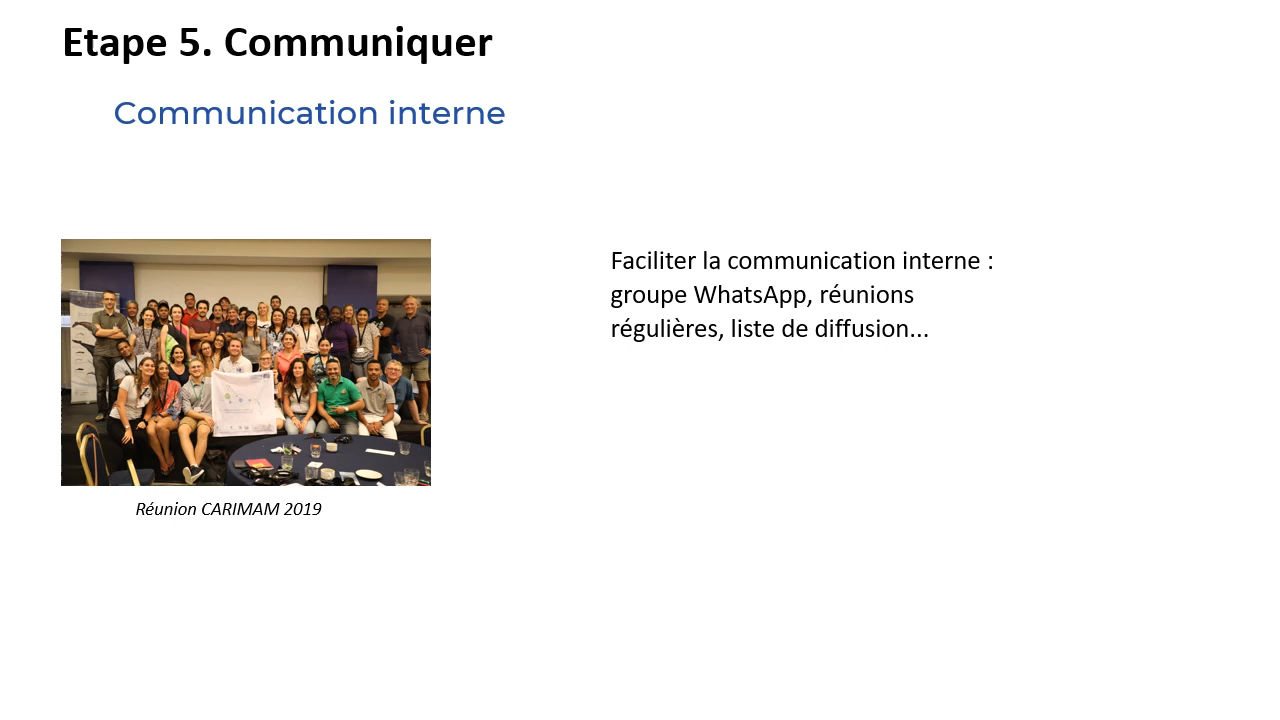 Etape 5. Communiquer
Communication interne
Faciliter la communication interne :
groupe WhatsApp, réunions
régulières, liste de diffusion...
Réunion CARIMAM 2019